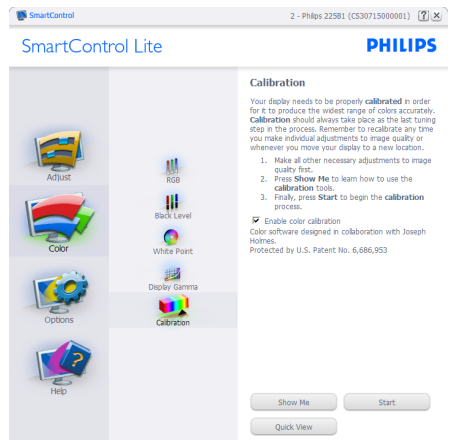 SmartControl
2 - Philips 225B1 (CS30715000001)
SmartControl Lite
PHILIPS
Adjust
Color
Options
Help
RGB
Black Level
White Point
Display Gamma
Calibration
Calibration
Your display needs to be properly calibrated in order
for it to produce the widest range of colors accurately.
Calibration should always take place as the last tuning
step in the process. Remember to recalibrate any time
you make individual adjustments to image quality or
whenever you move your display to a new location.
1. Make all other necessary adjustments to image
quality first.
2. Press Show Me to learn how to use the
calibration tools.
3. Finally, press Start to begin the calibration
process.
Enable color calibration
Color software designed in collaboration with Joseph
Holmes.
Protected by U.S. Patent No. 6,686,953
Show Me
Start
Quick View